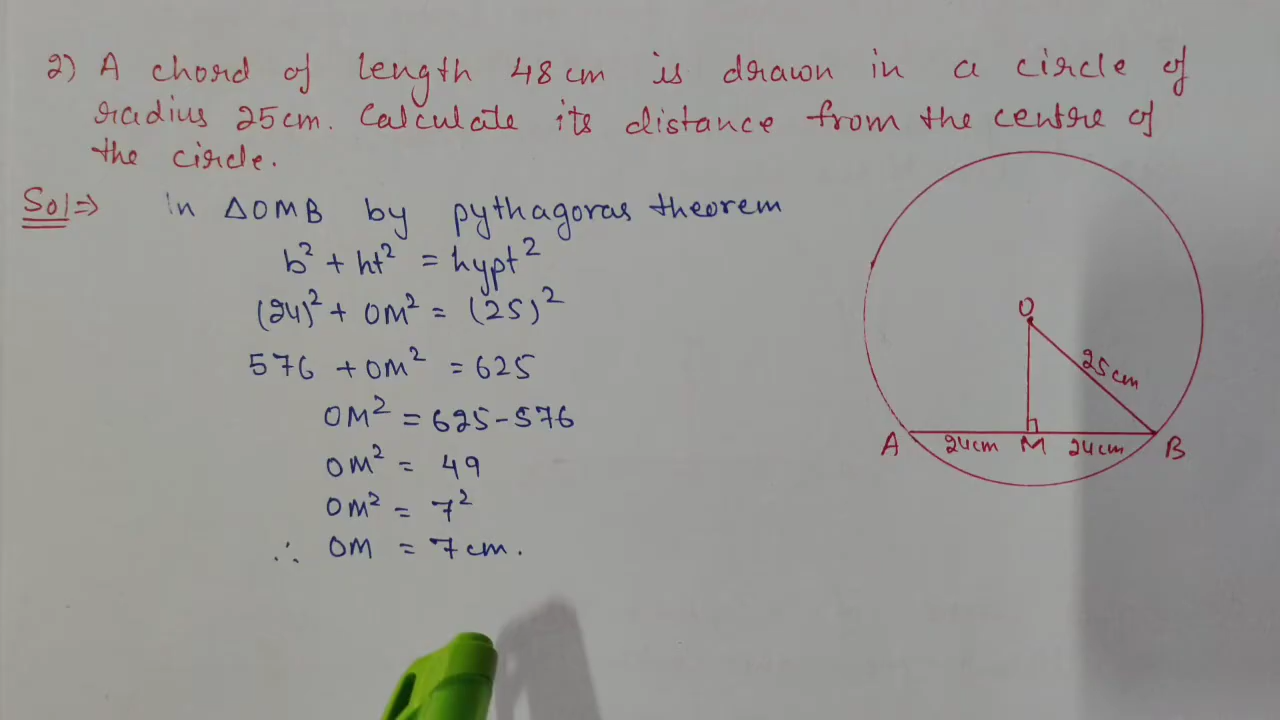 2) A chord of length 48 cm is drawn in a circle of
radius 25cm. Calculate its distance from the centre of
the circle.
Sol⇒ In ΔOMB by pythagoras theorem
b² + ht² = hypt²
(24)² + OM² = (25)²
576 + OM² = 625
OM² = 625-576
OM² = 49
OM² = 7²
∴ OM = 7cm.
O
25cm
A 24cm M 24cm B